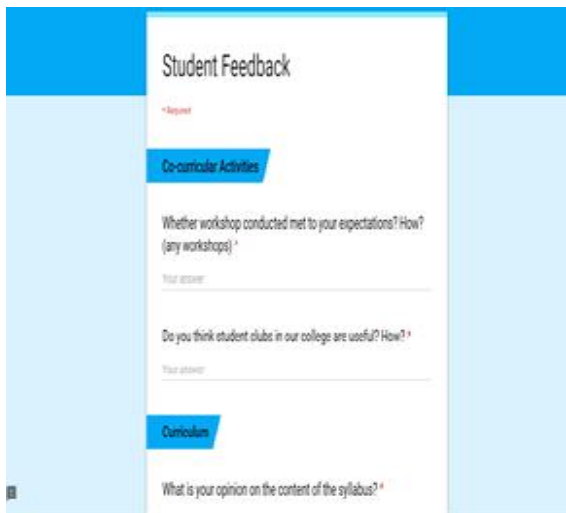 Student Feedback
* Required
Co-curricular Activities
Whether workshop conducted met to your expectations? How?
(any workshops) *
Your answer
Do you think student clubs in our college are useful? How? *
Your answer
Curriculum
What is your opinion on the content of the syllabus? *